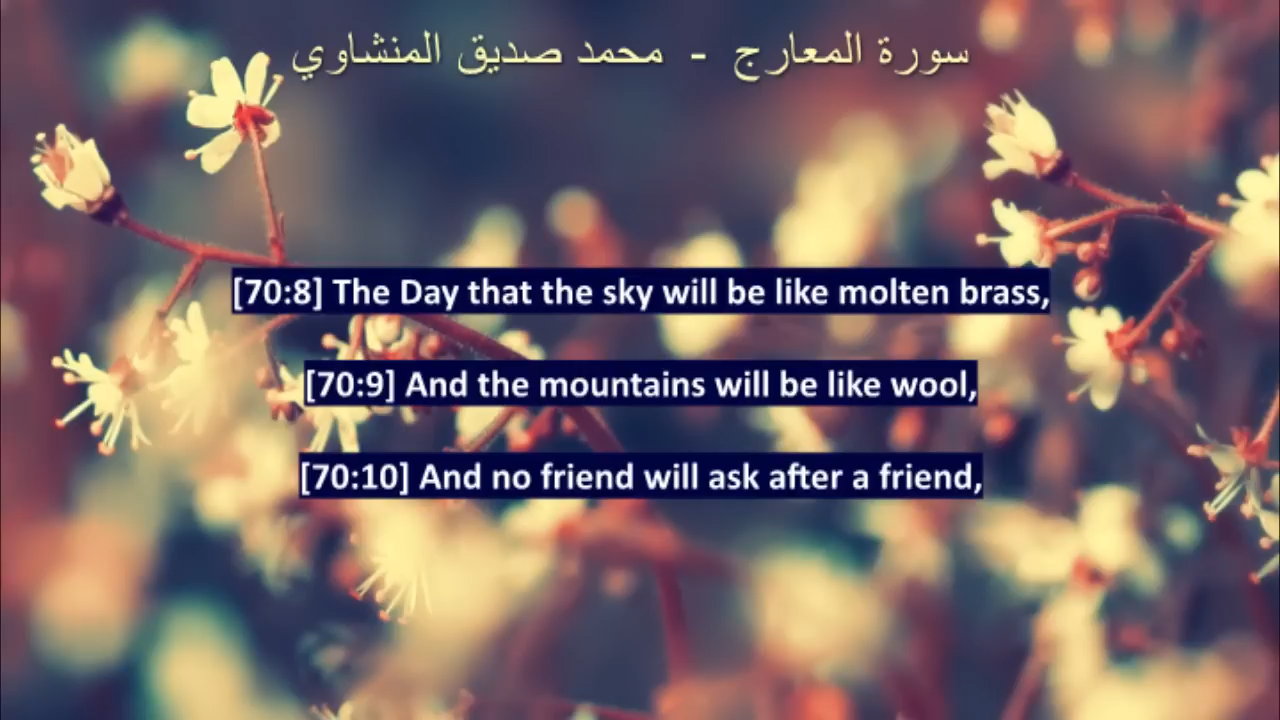 سورة المعارج - محمد صديق المنشاوي
[70:8] The Day that the sky will be like molten brass,
[70:9] And the mountains will be like wool,
[70:10] And no friend will ask after a friend,